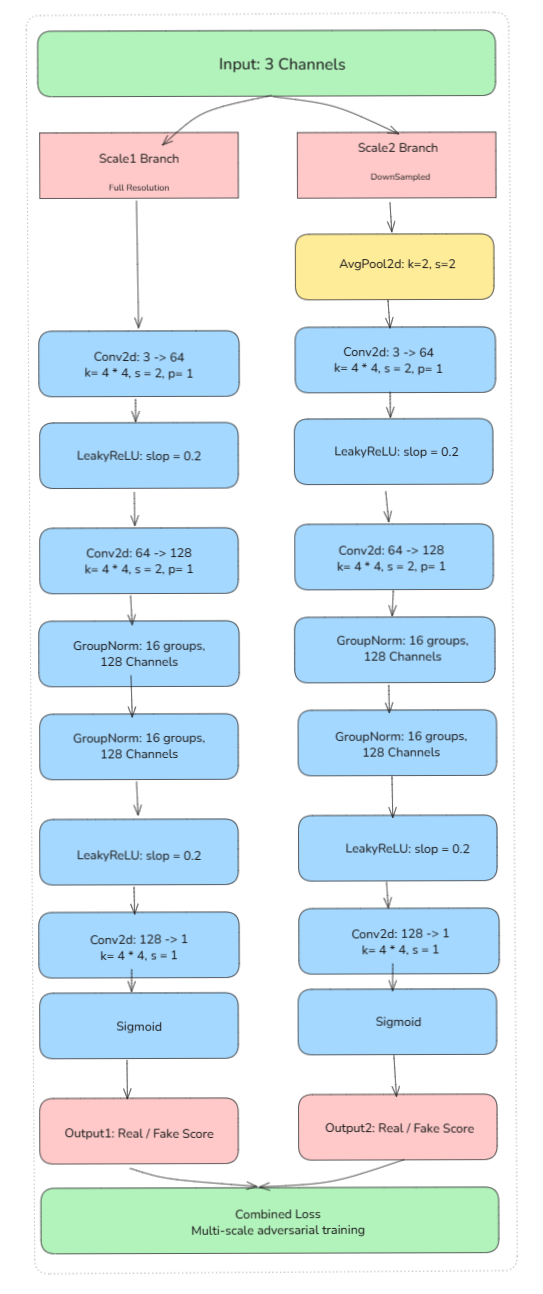 Input: 3 Channels
Scale1 Branch
Full Resolution
Scale2 Branch
DownSampled
AvgPool2d: k=2, s=2
Conv2d: 3 -> 64
k= 4 * 4, s = 2, p= 1
LeakyReLU: slop = 0.2
Conv2d: 64 -> 128
k= 4 * 4, s = 2, p= 1
GroupNorm: 16 groups,
128 Channels
GroupNorm: 16 groups,
128 Channels
LeakyReLU: slop = 0.2
Conv2d: 128 -> 1
k= 4 * 4, s = 1
Sigmoid
Output1: Real / Fake Score
Conv2d: 3 -> 64
k= 4 * 4, s = 2, p= 1
LeakyReLU: slop = 0.2
Conv2d: 64 -> 128
k= 4 * 4, s = 2, p= 1
GroupNorm: 16 groups,
128 Channels
GroupNorm: 16 groups,
128 Channels
LeakyReLU: slop = 0.2
Conv2d: 128 -> 1
k= 4 * 4, s = 1
Sigmoid
Output2: Real / Fake Score
Combined Loss
Multi-scale adversarial training